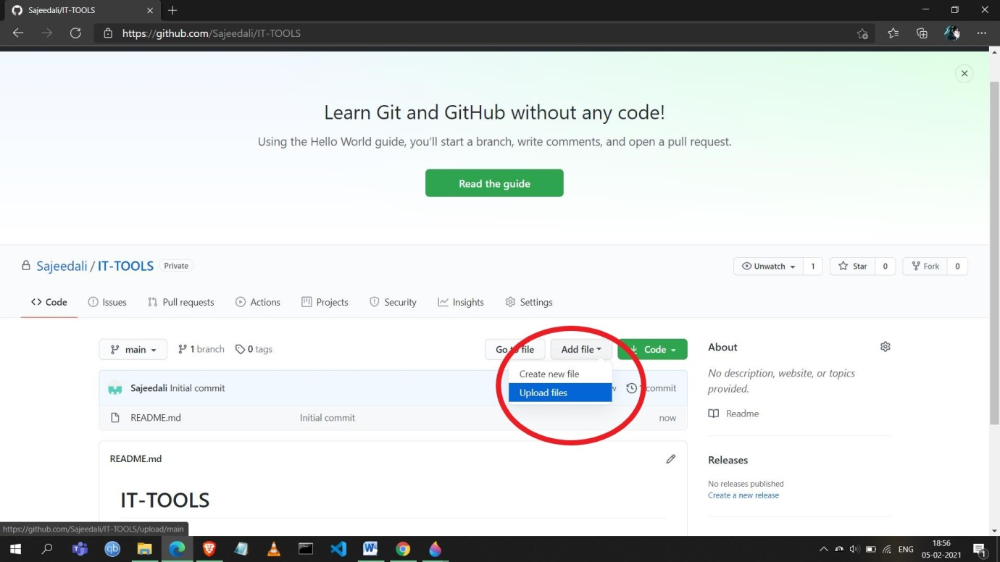 Sajeedali/IT-TOOLS
https://github.com/Sajeedali/IT-TOOLS
Learn Git and GitHub without any code!
Using the Hello World guide, you'll start a branch, write comments, and open a pull request.
Read the guide
Sajeedali / IT-TOOLS Private
Unwatch 1 Star 0 Fork 0
Code Issues Pull requests Actions Projects Security Insights Settings
main 1 branch 0 tags Go to file Add file Code
Create new file
Upload files
Sajeedali Initial commit commit
README.md Initial commit now
README.md
IT-TOOLS
About
No description, website, or topics
provided.
Readme
Releases
No releases published
Create a new release
https://github.com/Sajeedali/IT-TOOLS/upload/main
qb
W
ENG
18:56
05-02-2021
1